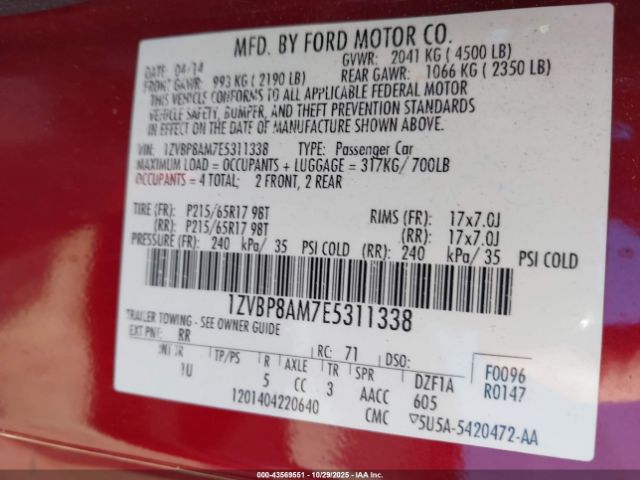 MFD. BY FORD MOTOR CO.
DATE: 04/14 GVWR: 2041 KG ( 4500 LB)
FRONT GAWR: 993 KG ( 2190 LB) REAR GAWR: 1066 KG ( 2350 LB)
THIS VEHICLE CONFORMS TO ALL APPLICABLE FEDERAL MOTOR
VEHICLE SAFETY, BUMPER, AND THEFT PREVENTION STANDARDS
IN EFFECT ON THE DATE OF MANUFACTURE SHOWN ABOVE.
VIN: 1ZVBP8AM7E5311338 TYPE: Passenger Car
MAXIMUM LOAD = OCCUPANTS + LUGGAGE = 317KG/ 700LB
OCCUPANTS = 4 TOTAL; 2 FRONT, 2 REAR
TIRE (FR): P215/65R17 98T RIMS (FR): 17x7.0J
(RR): P215/65R17 98T (RR): 17x7.0J
PRESSURE (FR): 240 kPa/ 35 PSI COLD (RR): 240 kPa/ 35 PSI COLD
1ZVBP8AM7E5311338
TRAILER TOWING - SEE OWNER GUIDE
EXT PNT: RR RC: 71 DSO: F0096
INT TR TP/PS R AXLE TR SPR DZF1A R0147
1U 5 CC 3 AACC 605
1201404220640 CMC ▽5U5A-5420472-AA
000-43569551 | 10/29/2025 | IAAI.COM